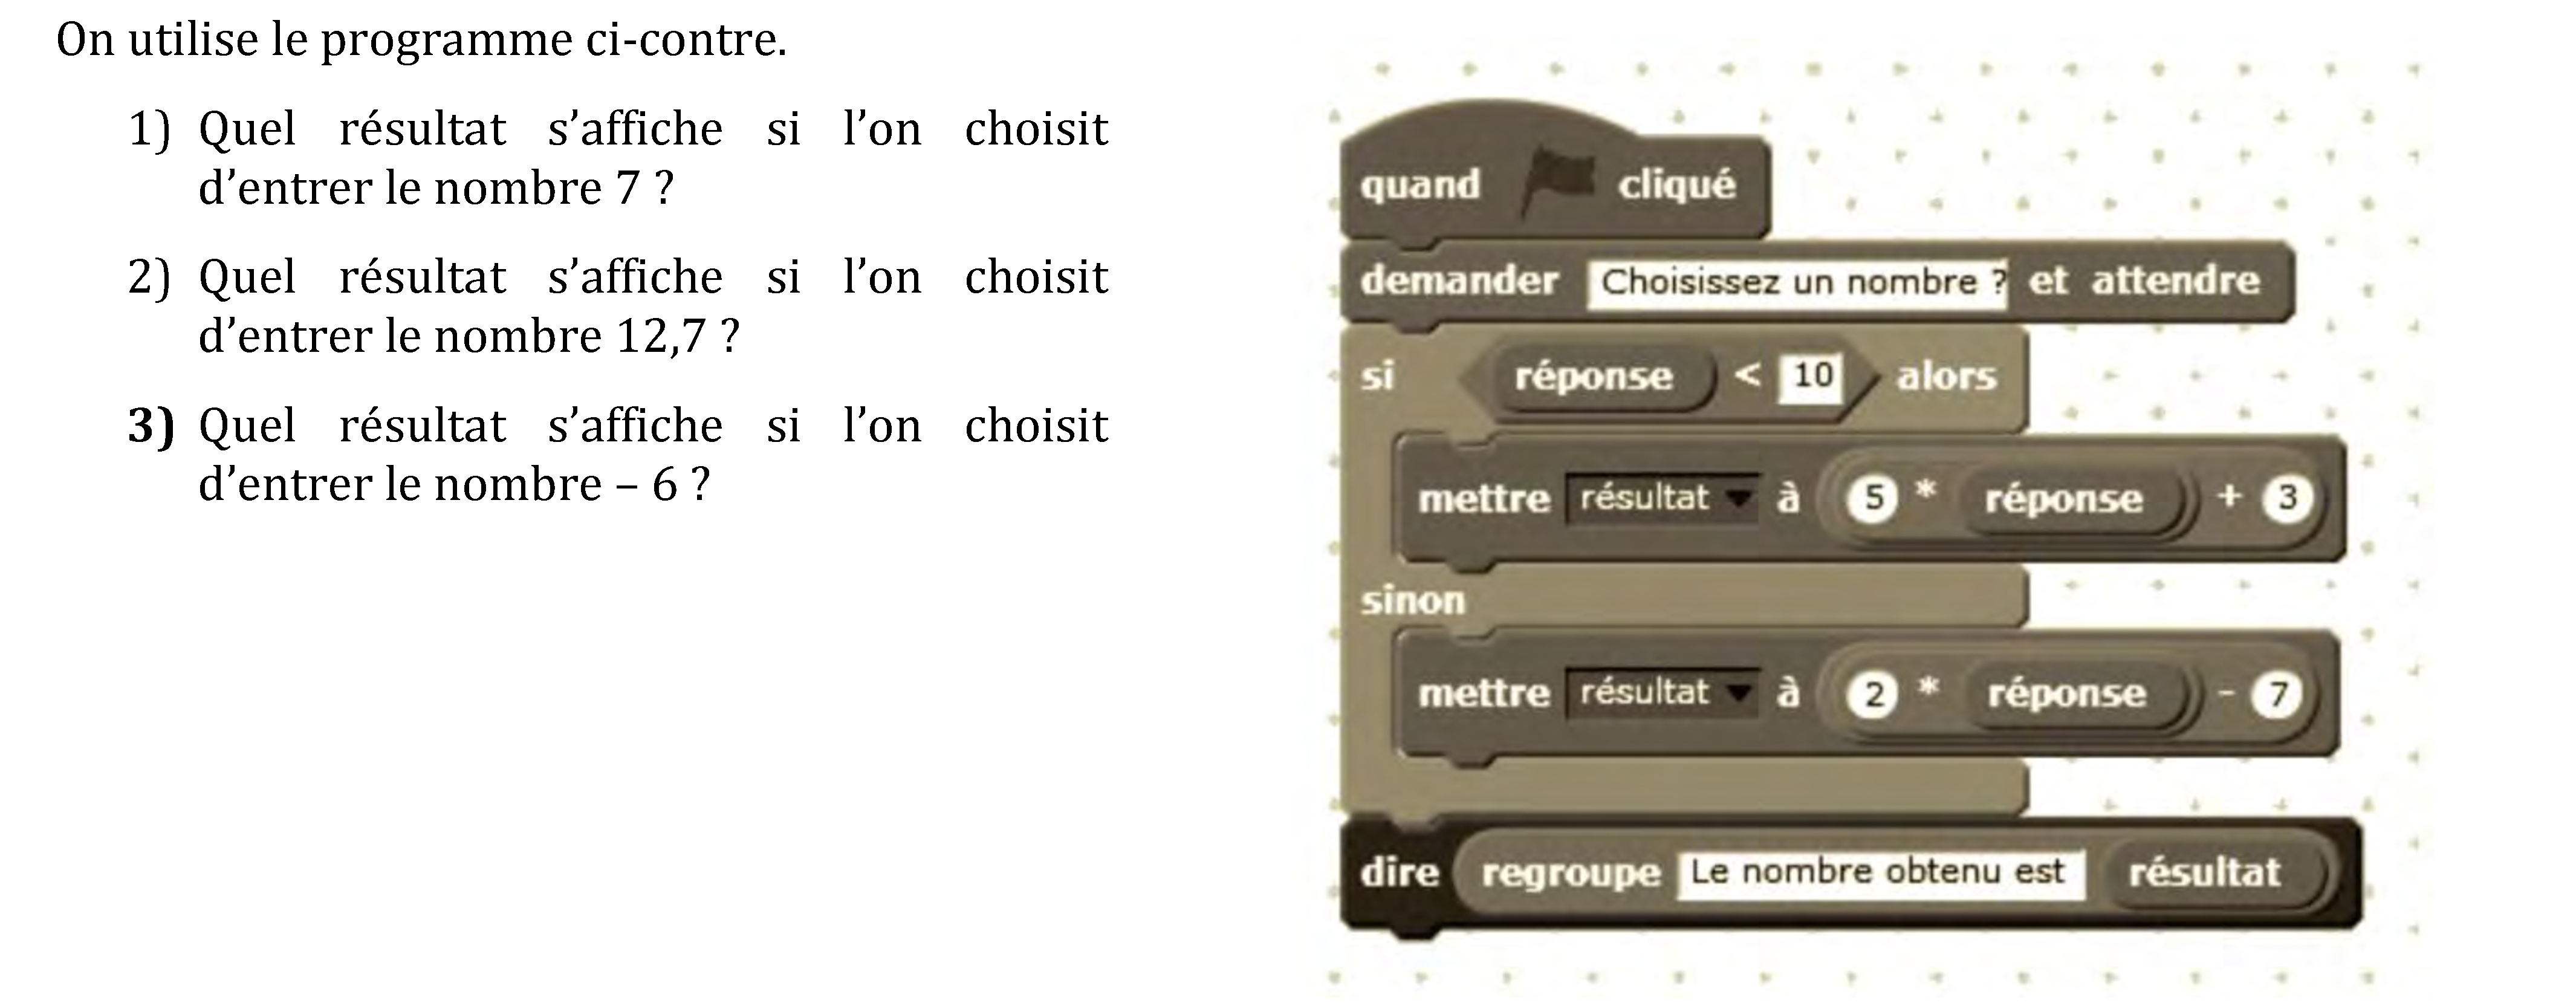 On utilise le programme ci-contre.
1) Quel résultat s’affiche si l’on choisit
d’entrer le nombre 7 ?
2) Quel résultat s’affiche si l’on choisit
d’entrer le nombre 12,7 ?
3) Quel résultat s’affiche si l’on choisit
d’entrer le nombre – 6 ?
quand cliqué
demander Choisissez un nombre ? et attendre
si réponse < 10 alors
mettre résultat à 5 * réponse + 3
sinon
mettre résultat à 2 * réponse - 7
dire regroupe Le nombre obtenu est résultat